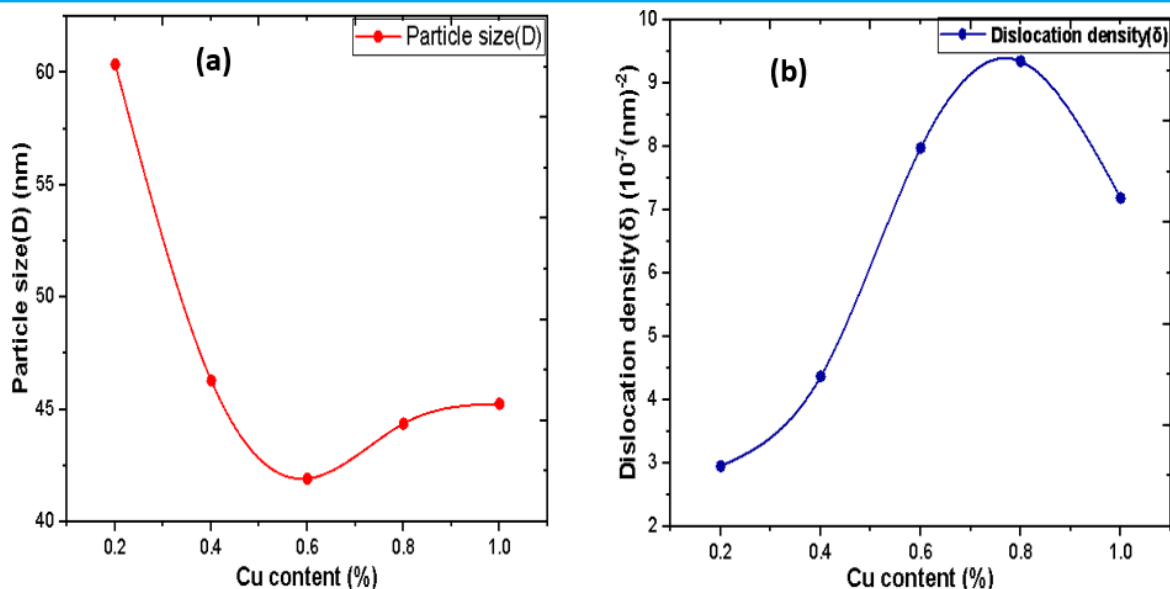 Particle size(D)
(a)
Particle size(D) (nm)
60
55
50
45
40
0.2 0.4 0.6 0.8 1.0
Cu content (%)
Dislocation density(δ)
(b)
Dislocation density(δ) (10⁻⁷(nm)⁻²
10
9
8
7
6
5
4
3
2
0.2 0.4 0.6 0.8 1.0
Cu content (%)